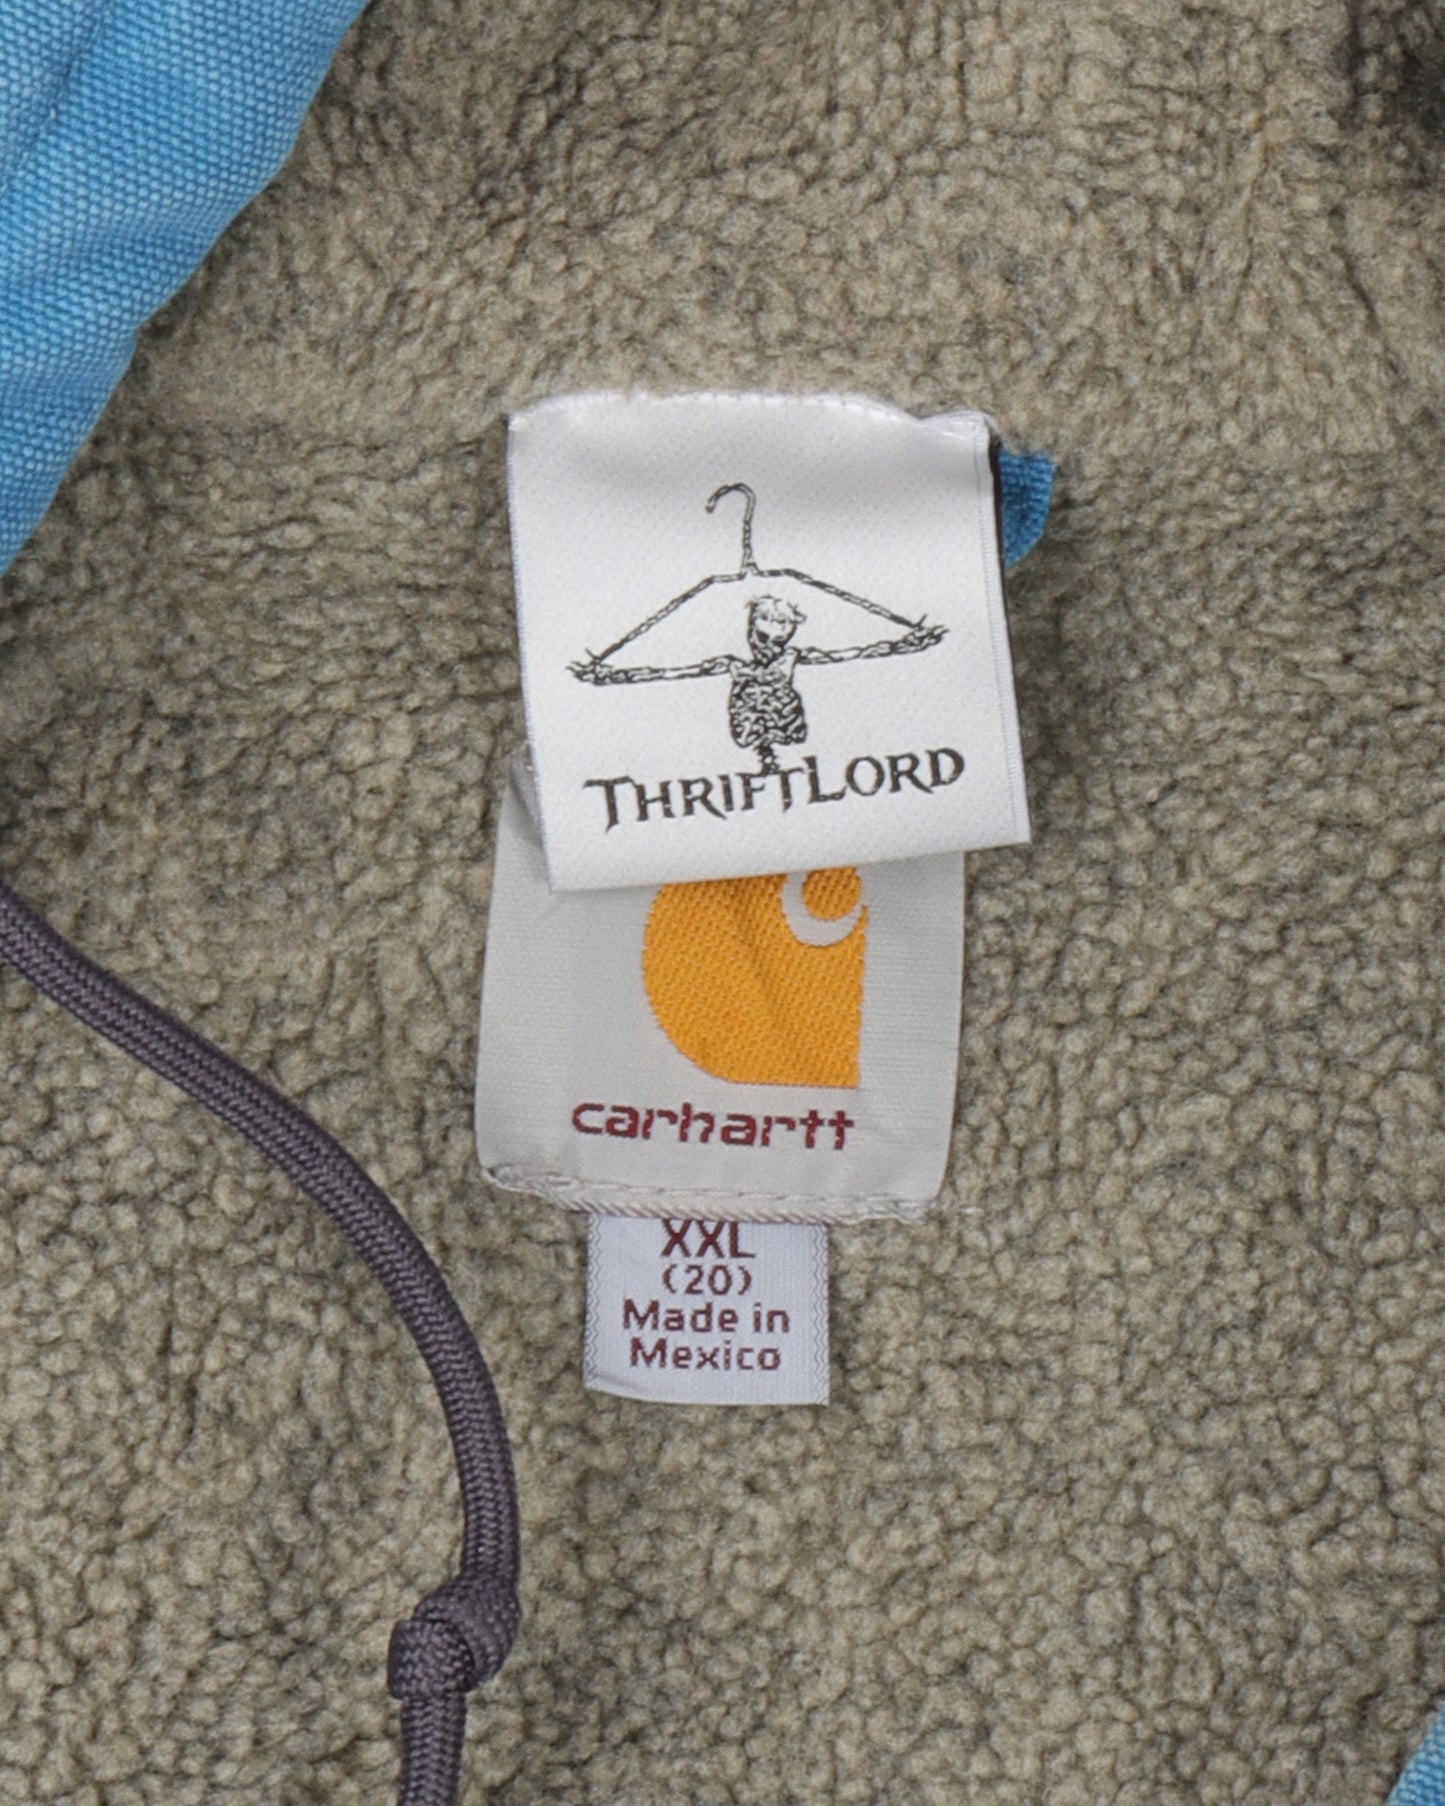 THRIFTLORD
carhartt
XXL
(20)
Made in
Mexico